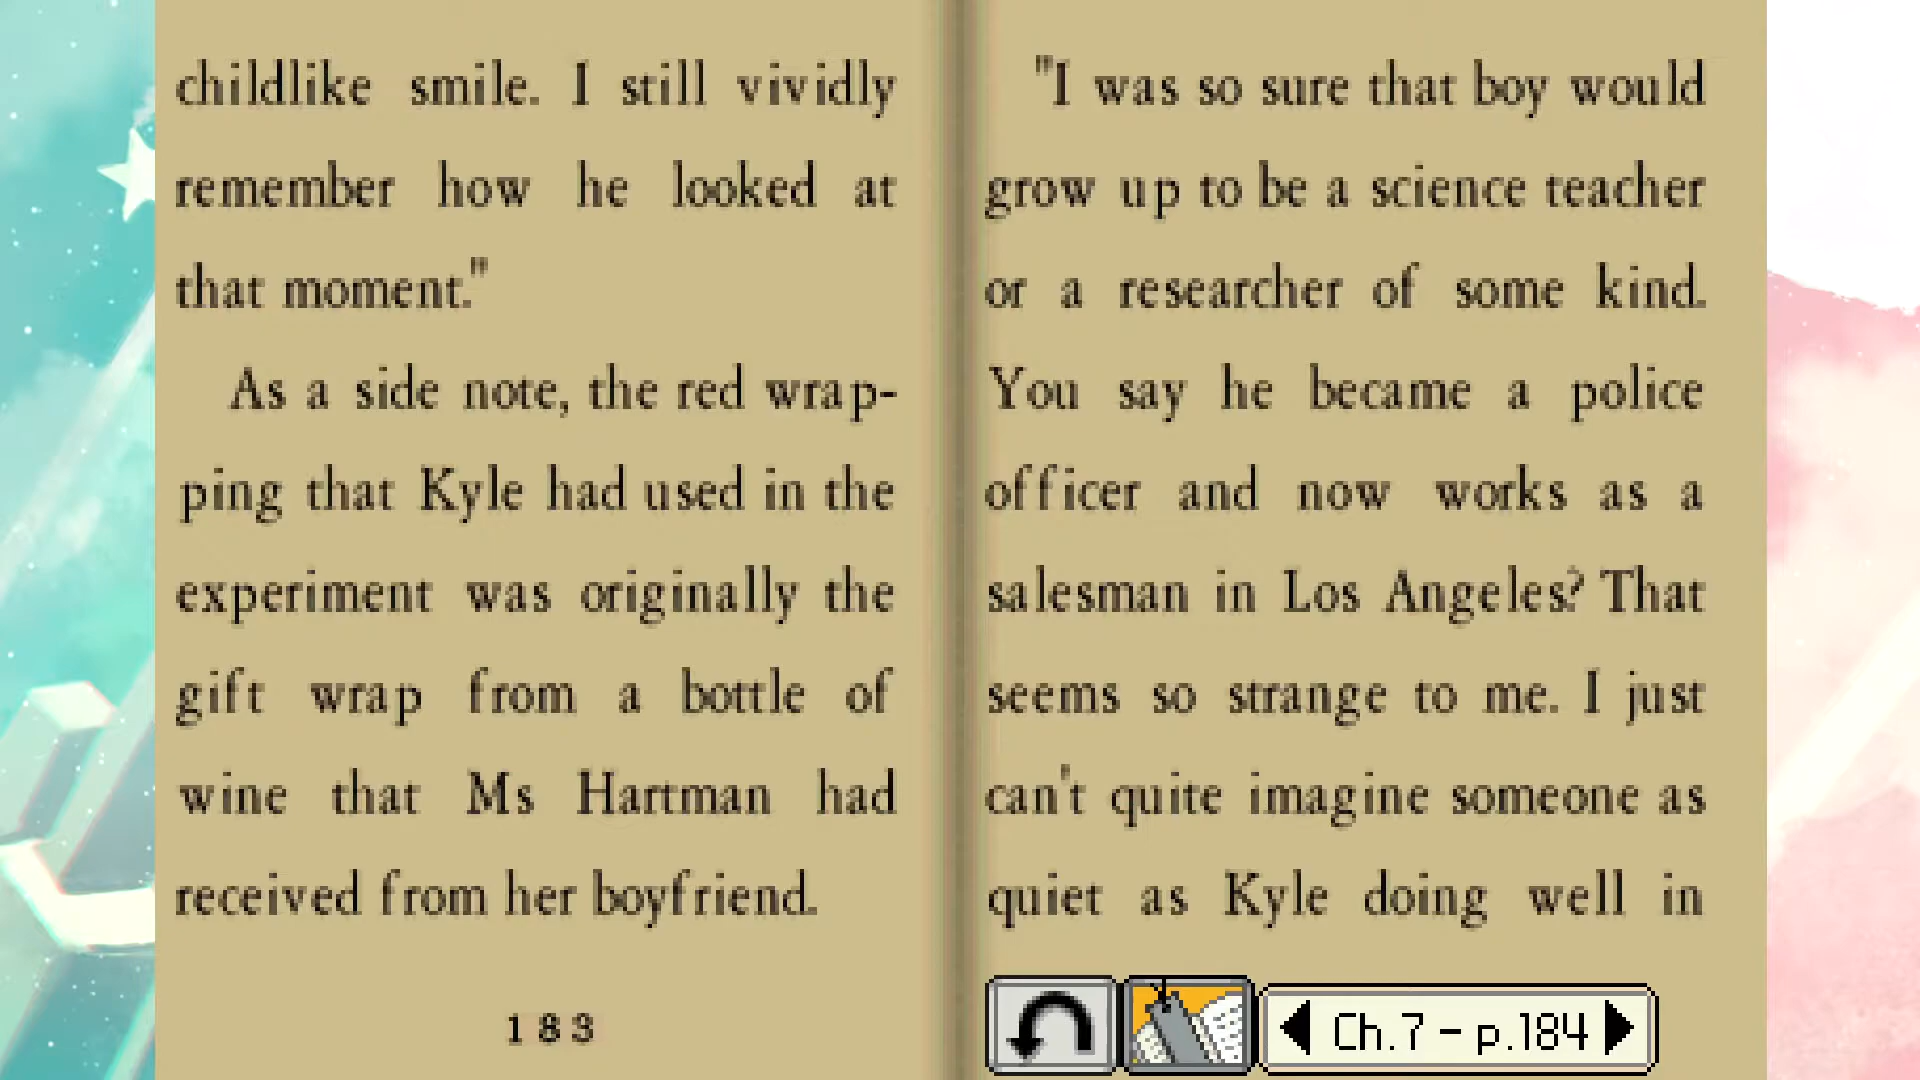 childlike smile. I still vividly
remember how he looked at
that moment."
As a side note, the red wrap-
ping that Kyle had used in the
experiment was originally the
gift wrap from a bottle of
wine that Ms Hartman had
received from her boyfriend.
183
"I was so sure that boy would
grow up to be a science teacher
or a researcher of some kind.
You say he became a police
officer and now works as a
salesman in Los Angeles? That
seems so strange to me. I just
can't quite imagine someone as
quiet as Kyle doing well in
Ch.7 - p.184